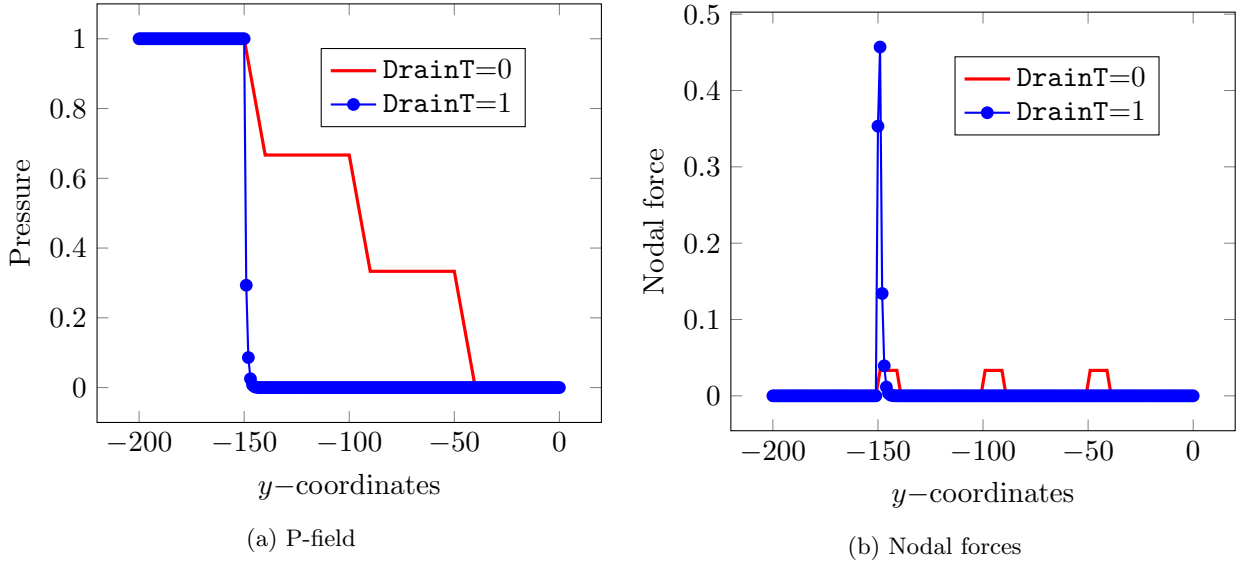 1
0.8
0.6
0.4
0.2
0
−200
−150
−100
−50
0
Pressure
y−coordinates
DrainT=0
DrainT=1
(a) P-field
0.5
0.4
0.3
0.2
0.1
0
−200
−150
−100
−50
0
Nodal force
y−coordinates
DrainT=0
DrainT=1
(b) Nodal forces